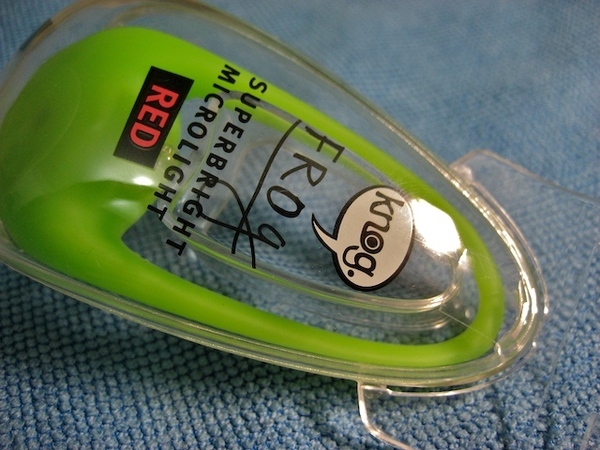 knog.
FROg
SUPERBRIGHT
MICROLIGHT
RED